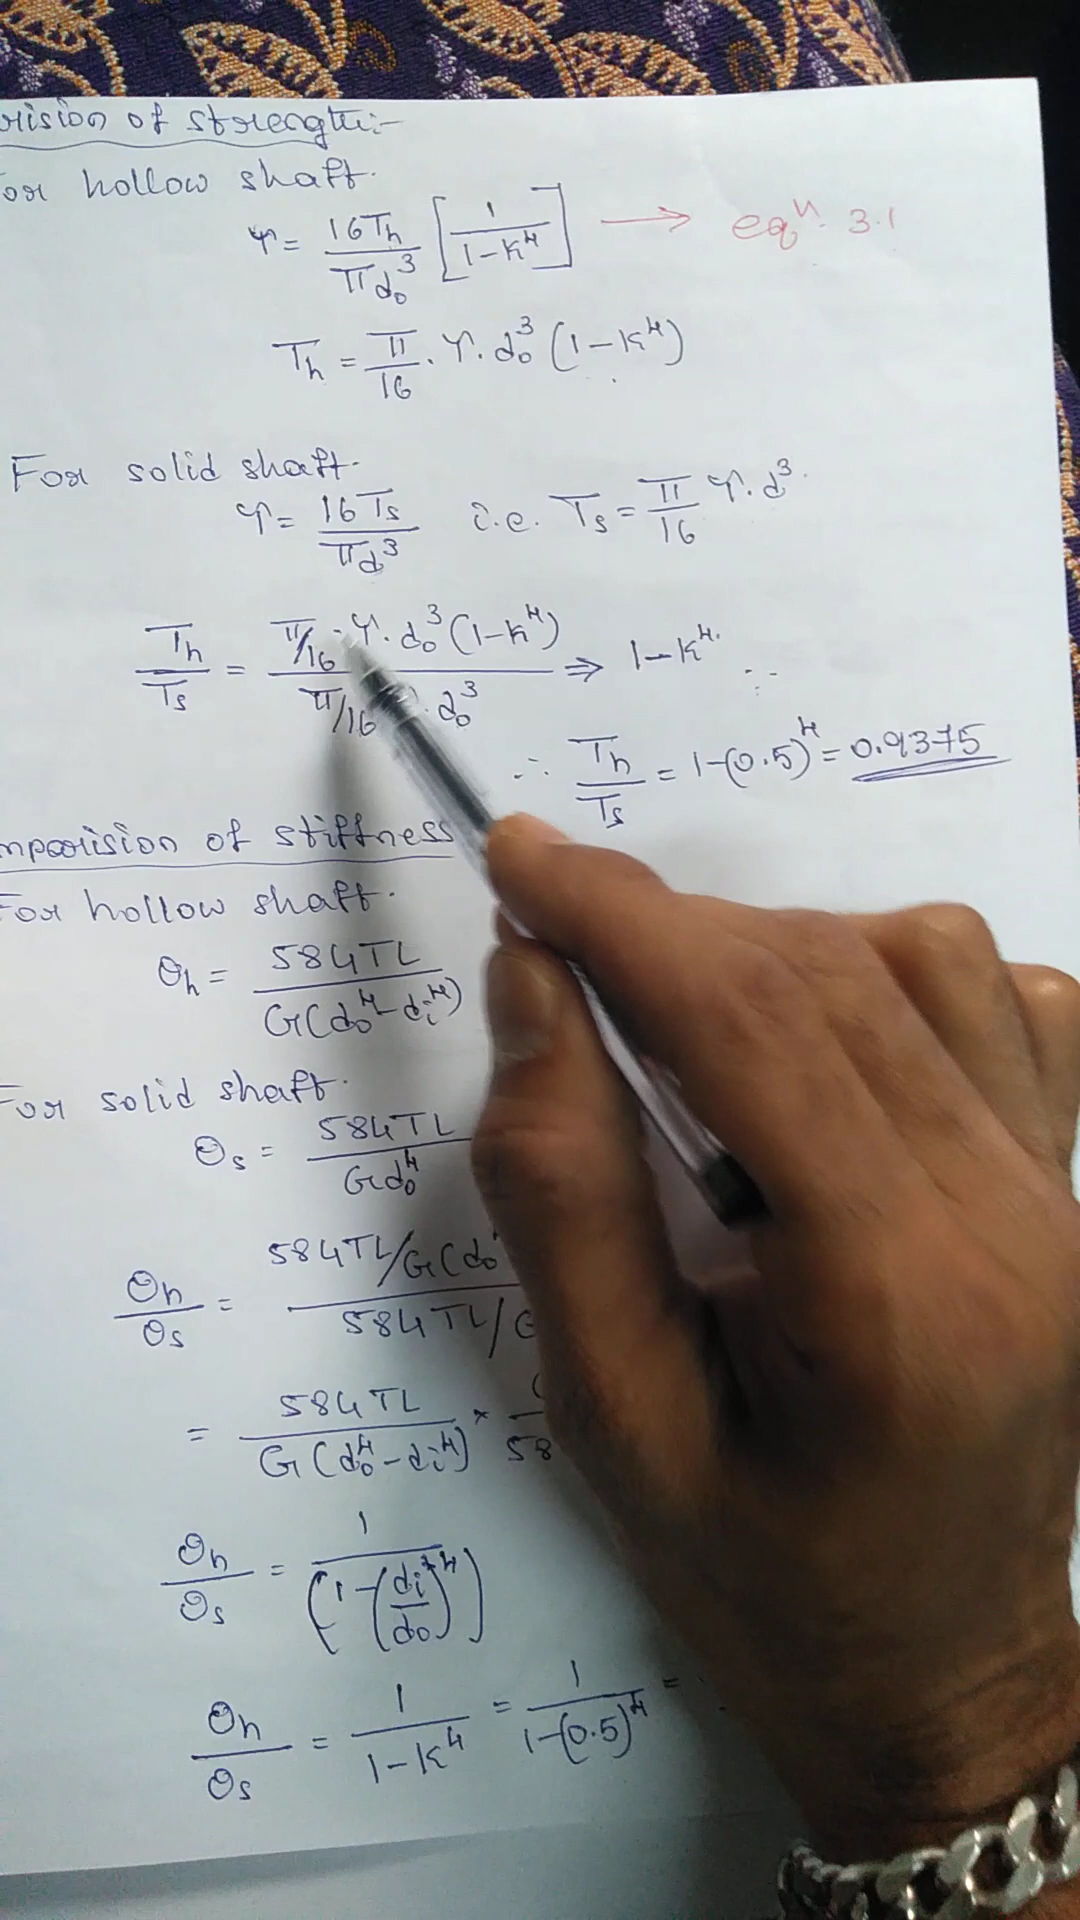 rision of strength:-
or hollow shaft.
τ = 16Th / πdo³ [1 / 1-K⁴] → eqⁿ. 3.1
Th = π/16 . τ. do³ (1-K⁴)
For solid shaft.
τ = 16Ts / πd³ i.e. Ts = π/16 τ. d³.
Th/Ts = π/16 . τ. do³ (1-K⁴) / π/16 . do³ ⇒ 1-K⁴.
∴ Th/Ts = 1-(0.5)⁴ = 0.9375
mparision of stiffness
For hollow shaft.
θh = 584TL / G(do⁴-di⁴)
For solid shaft.
θs = 584TL / Gdo⁴
θh/θs = 584TL/G(do / 584TL/G
= 584TL / G(do⁴-di⁴) × 58
θh/θs = 1 / (1-(di/do)⁴)
θh/θs = 1 / 1-K⁴ = 1 / 1-(0.5)⁴ =